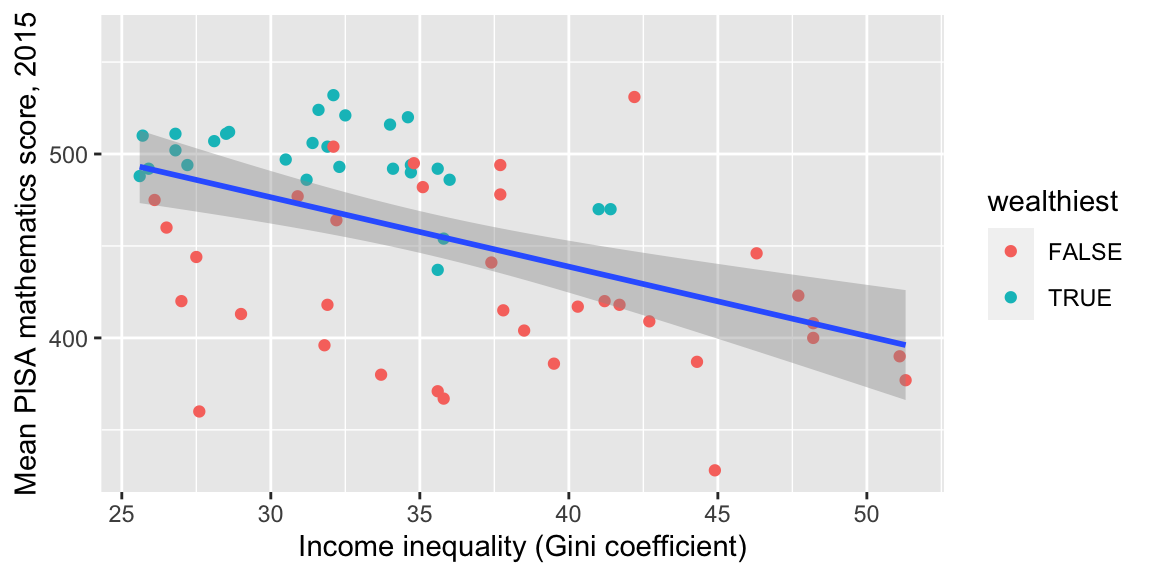 Mean PISA mathematics score, 2015
500
400
25 30 35 40 45 50
Income inequality (Gini coefficient)
wealthiest
FALSE
TRUE